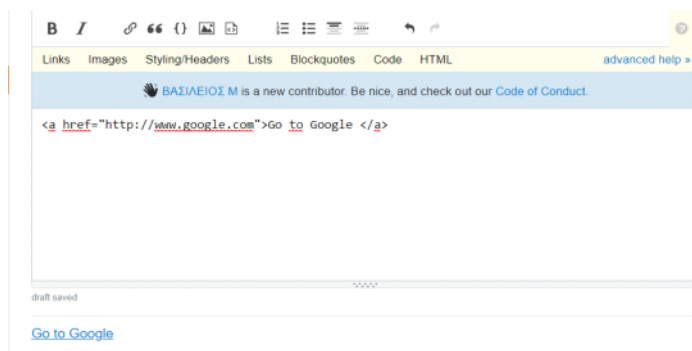 B I
Links Images Styling/Headers Lists Blockquotes Code HTML advanced help »
ΒΑΣΙΛΕΙΟΣ Μ is a new contributor. Be nice, and check out our Code of Conduct.
<a href="http://www.google.com">Go to Google </a>
draft saved
Go to Google